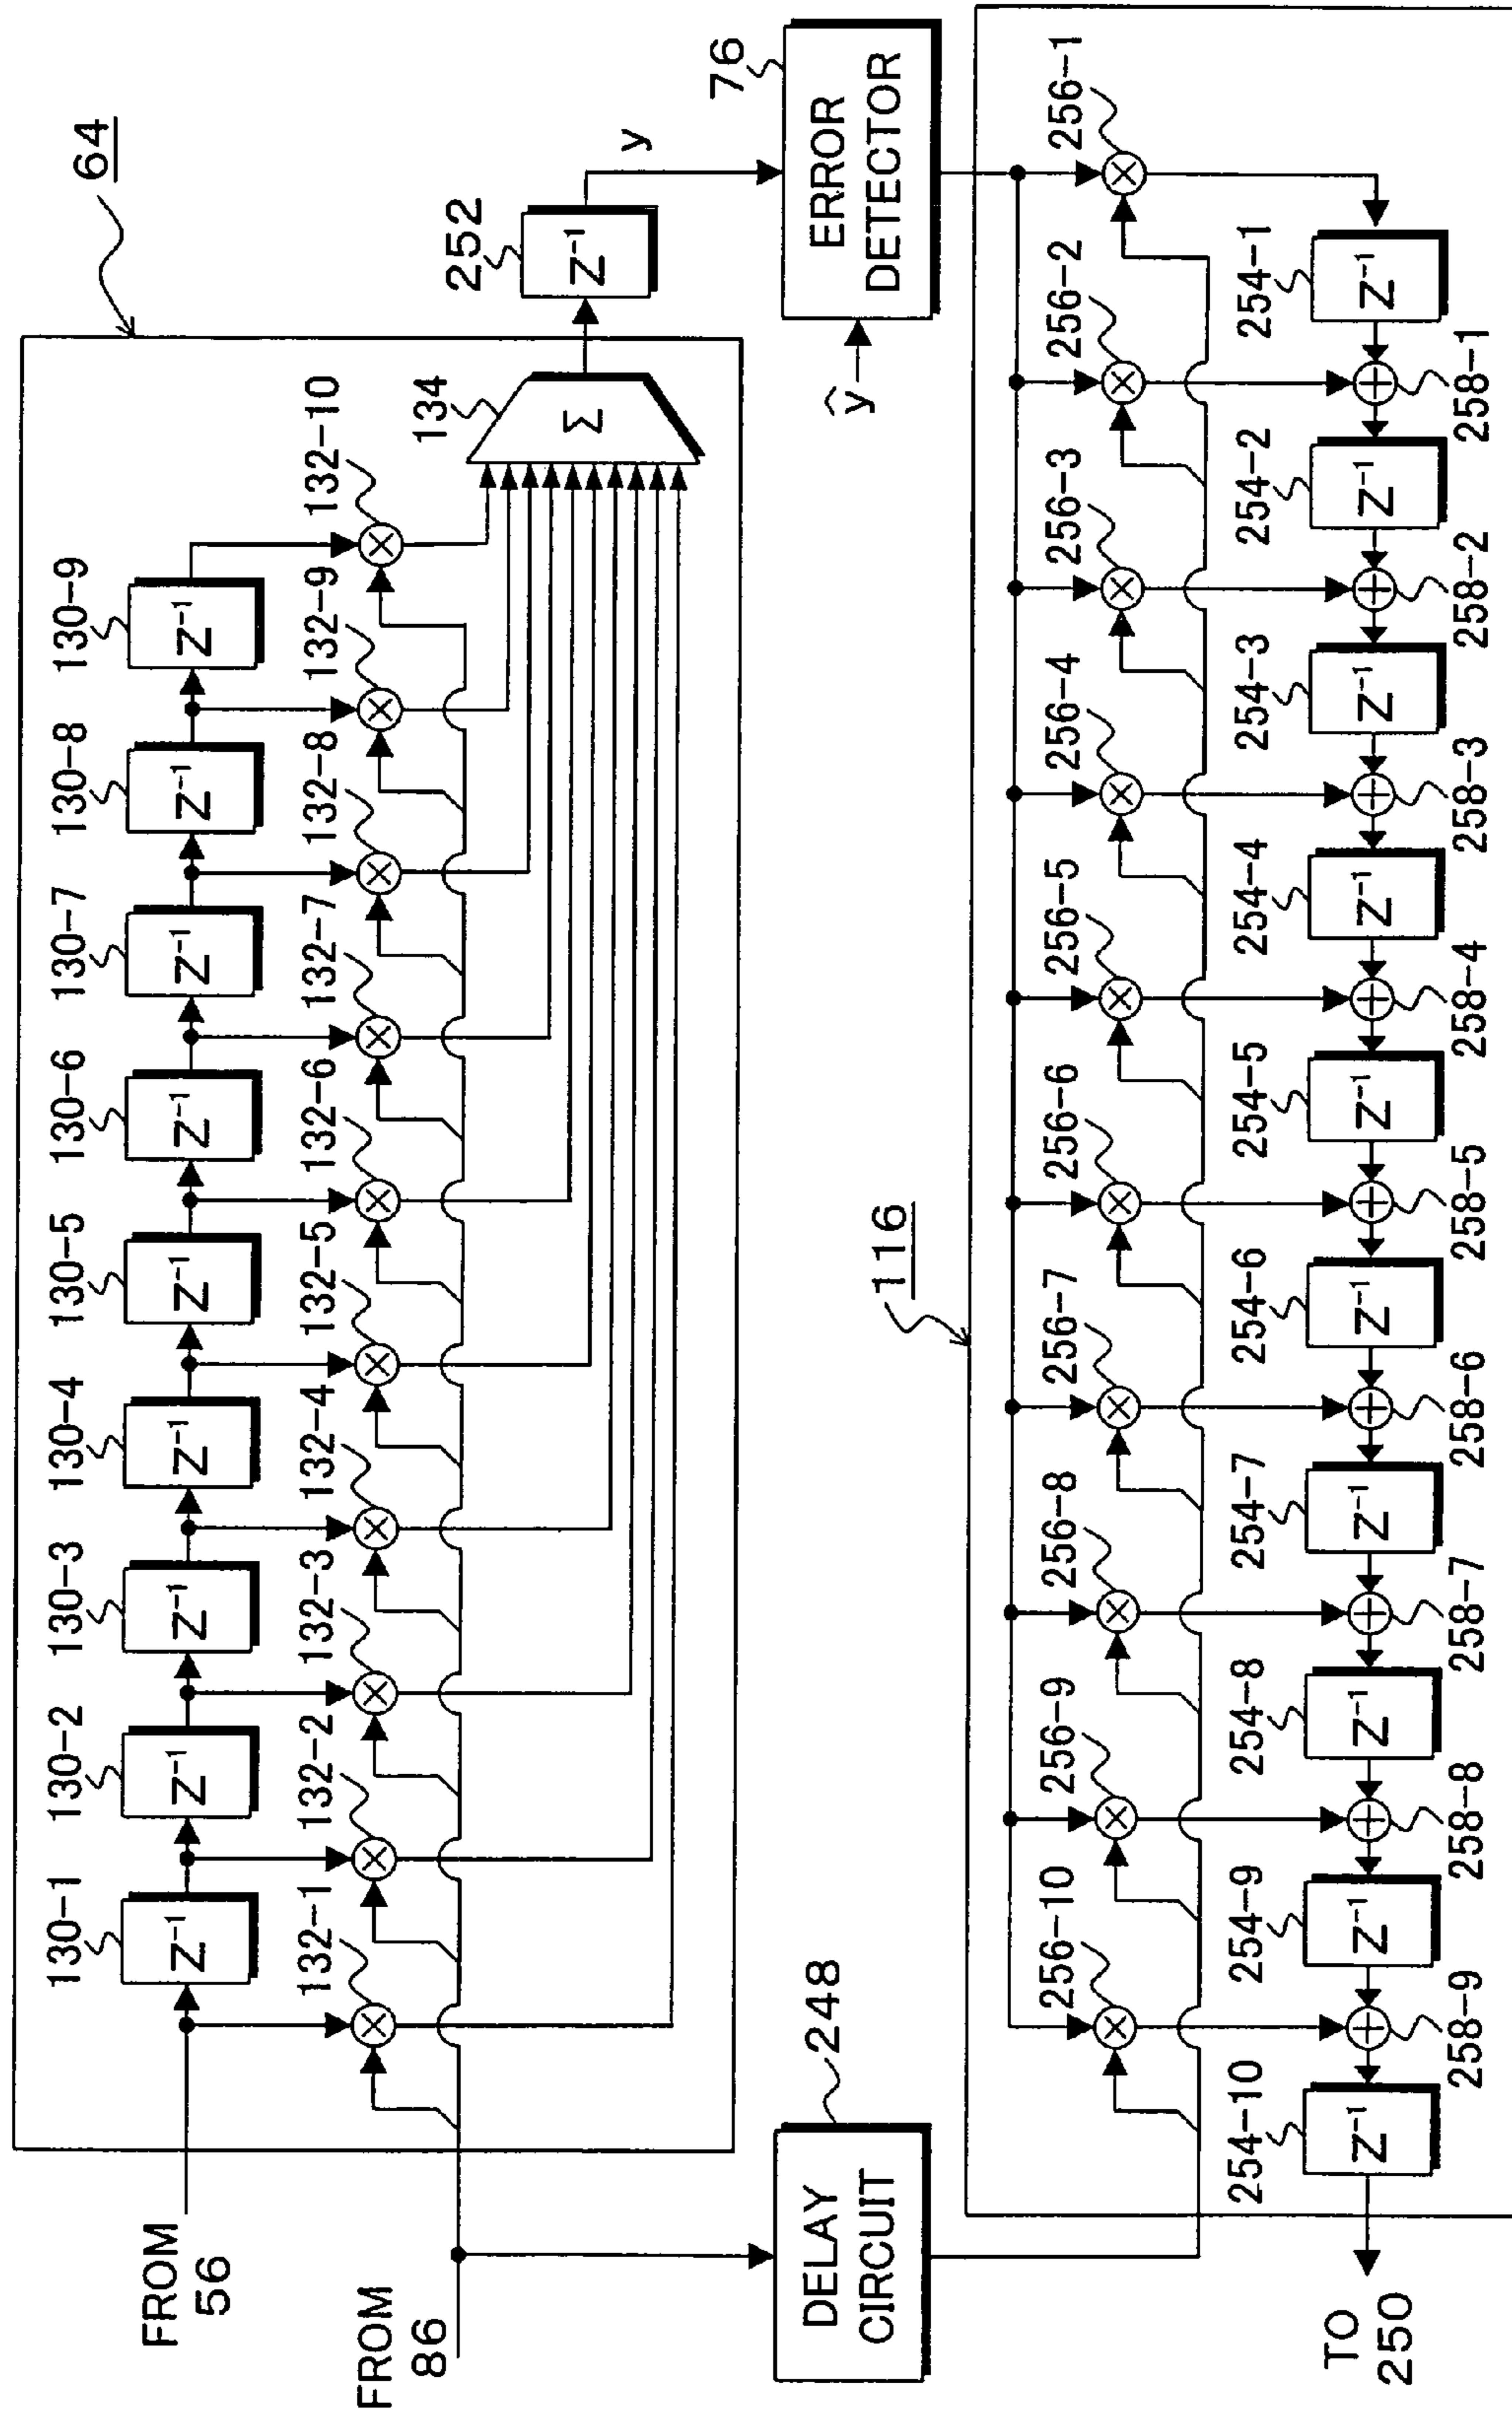 64
130-1
130-2
130-3
130-4
130-5
130-6
130-7
130-8
130-9
Z⁻¹
Z⁻¹
Z⁻¹
Z⁻¹
Z⁻¹
Z⁻¹
Z⁻¹
Z⁻¹
Z⁻¹
FROM
56
132-1
132-2
132-3
132-4
132-5
132-6
132-7
132-8
132-9
132-10
134
Σ
252
Z⁻¹
y
FROM
86
DELAY
CIRCUIT
248
ŷ
ERROR
DETECTOR
76
116
256-10
256-9
256-8
256-7
256-6
256-5
256-4
256-3
256-2
256-1
254-10
254-9
254-8
254-7
254-6
254-5
254-4
254-3
254-2
254-1
Z⁻¹
Z⁻¹
Z⁻¹
Z⁻¹
Z⁻¹
Z⁻¹
Z⁻¹
Z⁻¹
Z⁻¹
Z⁻¹
TO
250
258-9
258-8
258-7
258-6
258-5
258-4
258-3
258-2
258-1